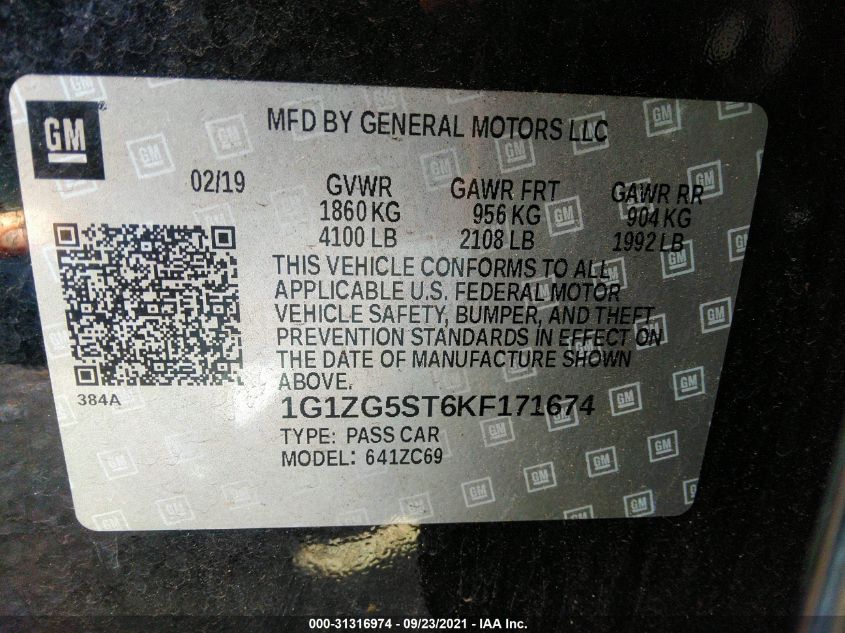 GM
MFD BY GENERAL MOTORS LLC
02/19
GVWR GAWR FRT GAWR RR
1860 KG 956 KG 904 KG
4100 LB 2108 LB 1992 LB
THIS VEHICLE CONFORMS TO ALL
APPLICABLE U.S. FEDERAL MOTOR
VEHICLE SAFETY, BUMPER, AND THEFT
PREVENTION STANDARDS IN EFFECT ON
THE DATE OF MANUFACTURE SHOWN
ABOVE.
384A
1G1ZG5ST6KF171674
TYPE: PASS CAR
MODEL: 641ZC69
000-31316974 - 09/23/2021 - IAA Inc.